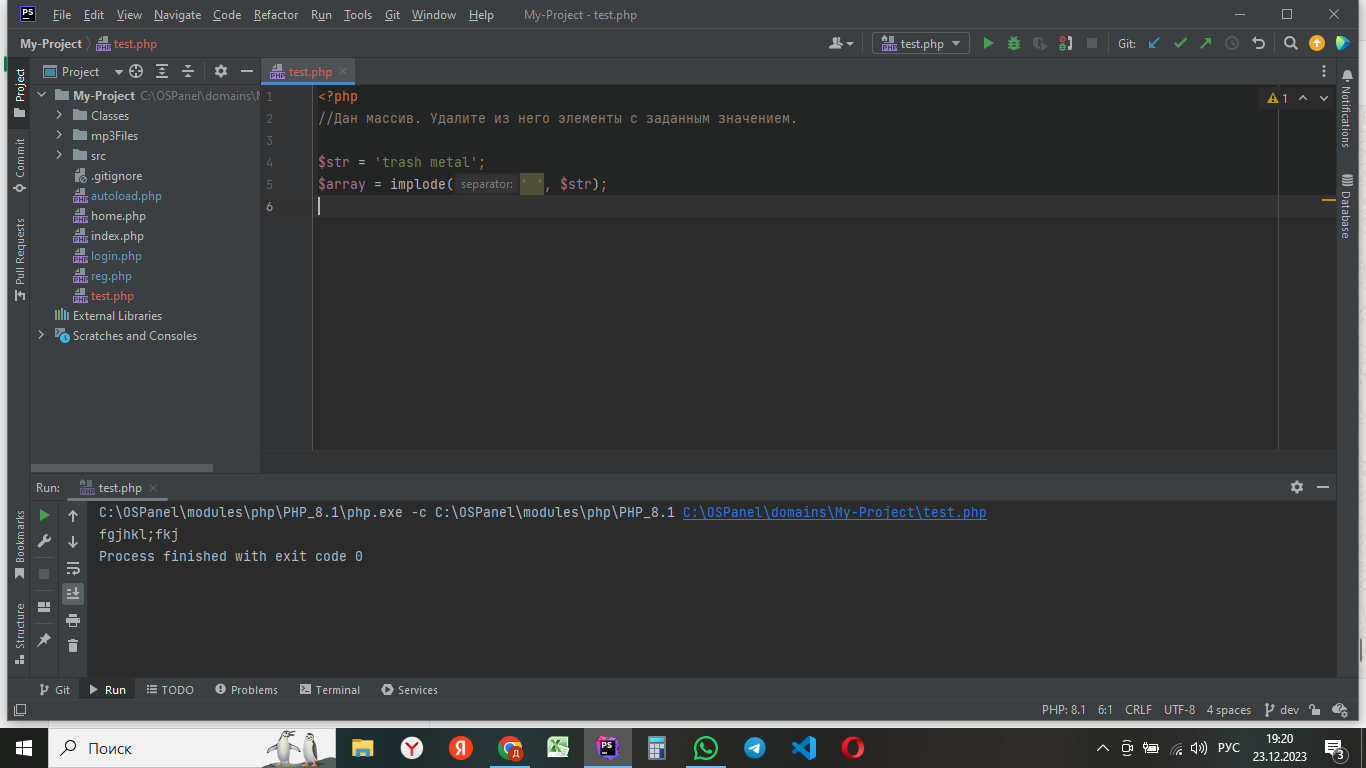 PS File Edit View Navigate Code Refactor Run Tools Git Window Help My-Project - test.php
My-Project test.php
test.php
Git:
Project
test.php
My-Project C:\OSPanel\domains\
Classes
mp3Files
src
.gitignore
autoload.php
home.php
index.php
login.php
reg.php
test.php
External Libraries
Scratches and Consoles
1 <?php
2 //Дан массив. Удалите из него элементы с заданным значением.
3
4 $str = 'trash metal';
5 $array = implode( separator: ' ', $str);
6
1
Project
Commit
Pull Requests
Bookmarks
Structure
Notifications
Database
Run: test.php
C:\OSPanel\modules\php\PHP_8.1\php.exe -c C:\OSPanel\modules\php\PHP_8.1 C:\OSPanel\domains\My-Project\test.php
fgjhkl;fkj
Process finished with exit code 0
Git Run TODO Problems Terminal Services
PHP: 8.1 6:1 CRLF UTF-8 4 spaces dev
Поиск
РУС
19:20
23.12.2023
3